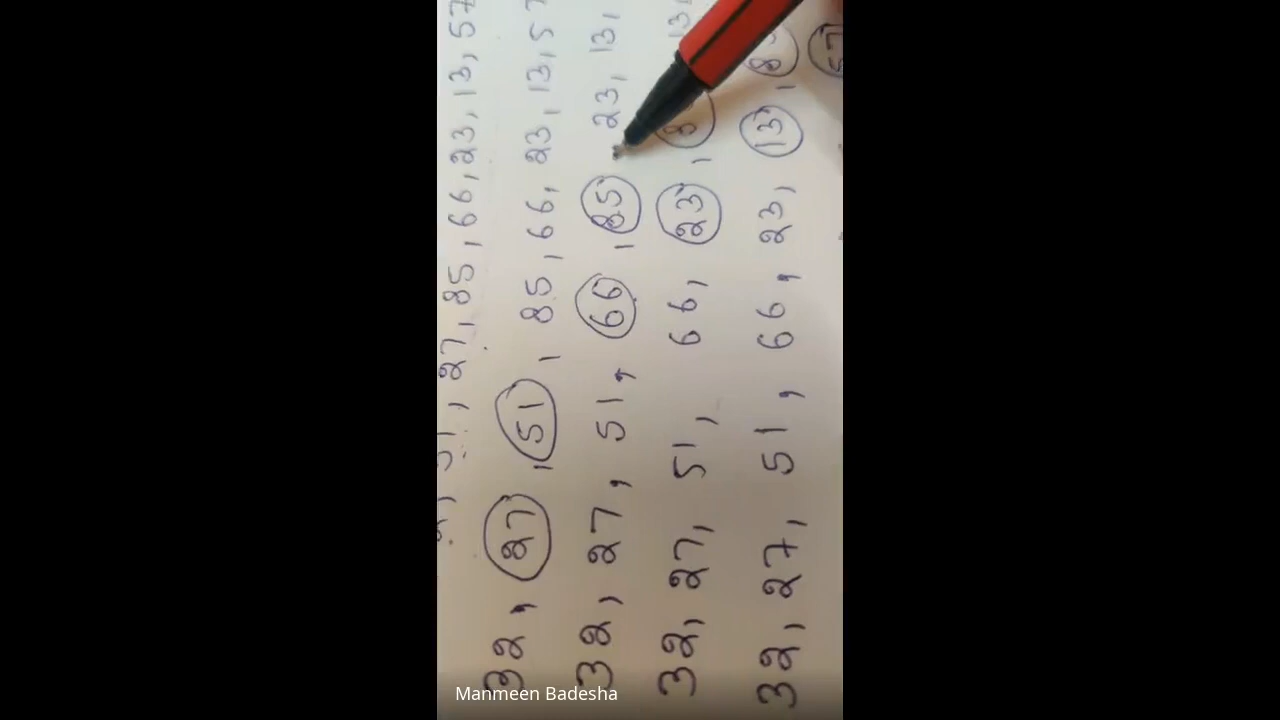 51, 27, 85, 66, 23, 13, 57
32, 27, 51, 85, 66, 23, 13, 57
32, 27, 51, 66, 85, 23, 13,
32, 27, 51, 66, 23, 13,
32, 27, 51, 66, 23, 13,
57
Manmeen Badesha